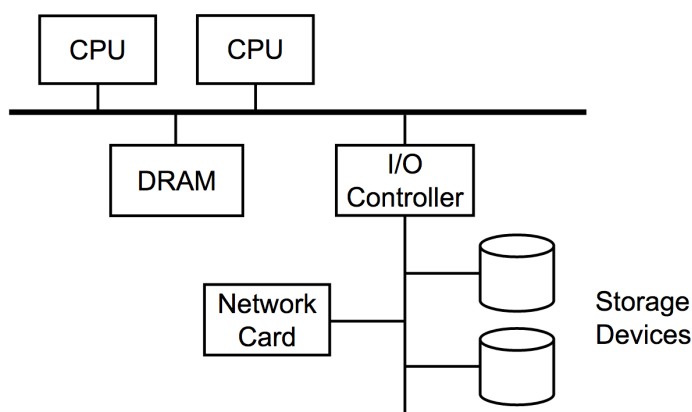 CPU
CPU
DRAM
I/O
Controller
Network
Card
Storage
Devices